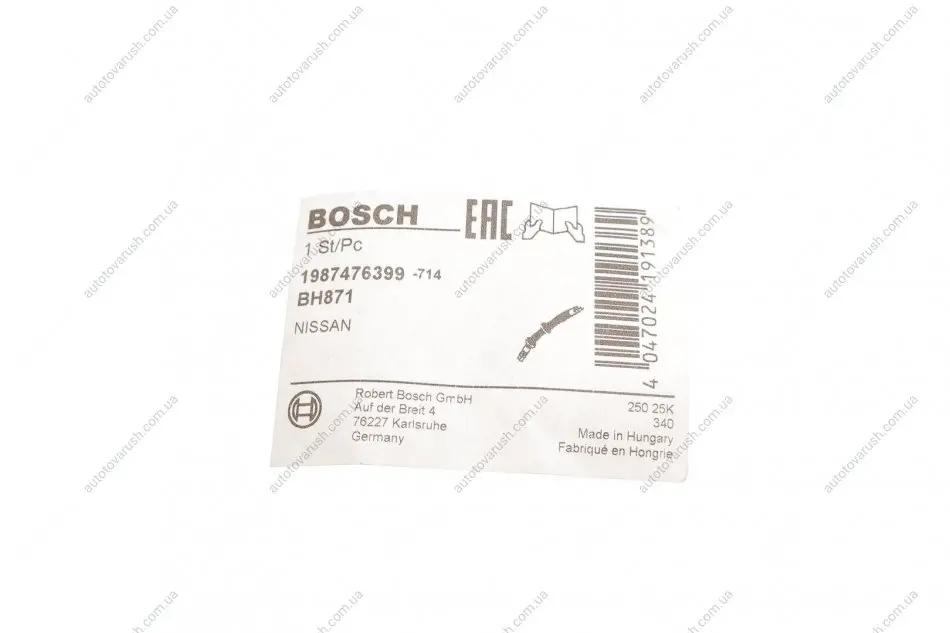 BOSCH
EAC
1 St/Pc
1987476399 -714
BH871
NISSAN
4 047024 191389
Robert Bosch GmbH
Auf der Breit 4
76227 Karlsruhe
Germany
250 25K
340
Made in Hungary
Fabriqué en Hongrie
autotovarush.com.ua